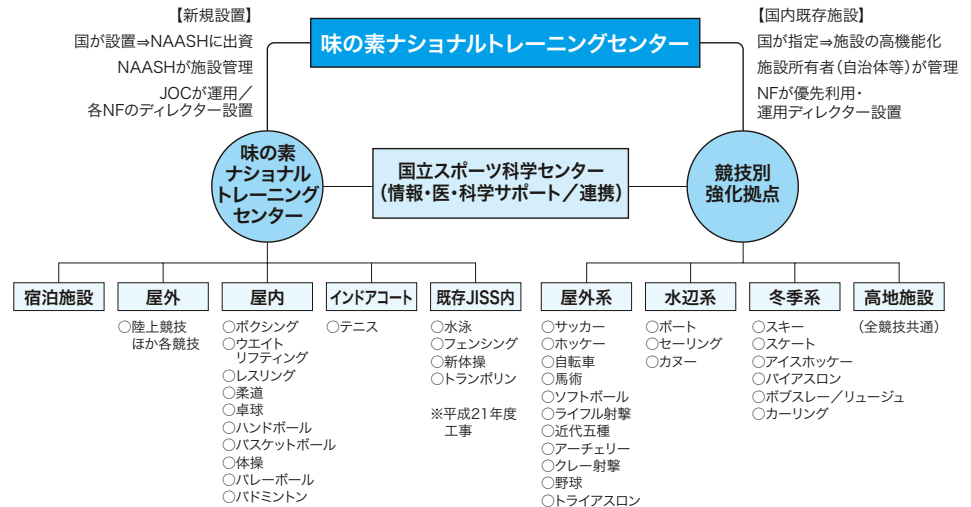 【新規設置】
国が設置⇒NAASHに出資
NAASHが施設管理
JOCが運用／
各NFのディレクター設置
味の素ナショナルトレーニングセンター
【国内既存施設】
国が指定⇒施設の高機能化
施設所有者（自治体等）が管理
NFが優先利用・
運用ディレクター設置
味の素
ナショナル
トレーニング
センター
国立スポーツ科学センター
（情報・医・科学サポート／連携）
競技別
強化拠点
宿泊施設
屋外
○陸上競技
ほか各競技
屋内
○ボクシング
○ウエイト
リフティング
○レスリング
○柔道
○卓球
○ハンドボール
○バスケットボール
○体操
○バレーボール
○バドミントン
インドアコート
○テニス
既存JISS内
○水泳
○フェンシング
○新体操
○トランポリン
※平成21年度
工事
屋外系
○サッカー
○ホッケー
○自転車
○馬術
○ソフトボール
○ライフル射撃
○近代五種
○アーチェリー
○クレー射撃
○野球
○トライアスロン
水辺系
○ボート
○セーリング
○カヌー
冬季系
○スキー
○スケート
○アイスホッケー
○バイアスロン
○ボブスレー／リュージュ
○カーリング
高地施設
（全競技共通）